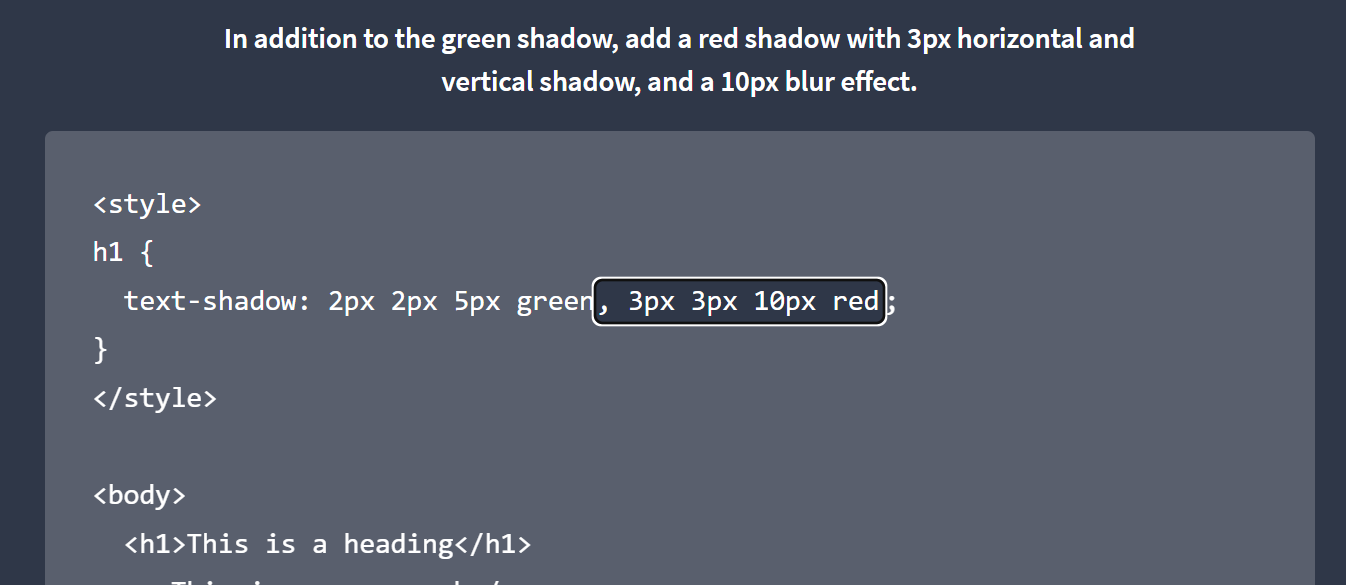 In addition to the green shadow, add a red shadow with 3px horizontal and
vertical shadow, and a 10px blur effect.
<style>
h1 {
  text-shadow: 2px 2px 5px green, 3px 3px 10px red;
}
</style>
<body>
  <h1>This is a heading</h1>